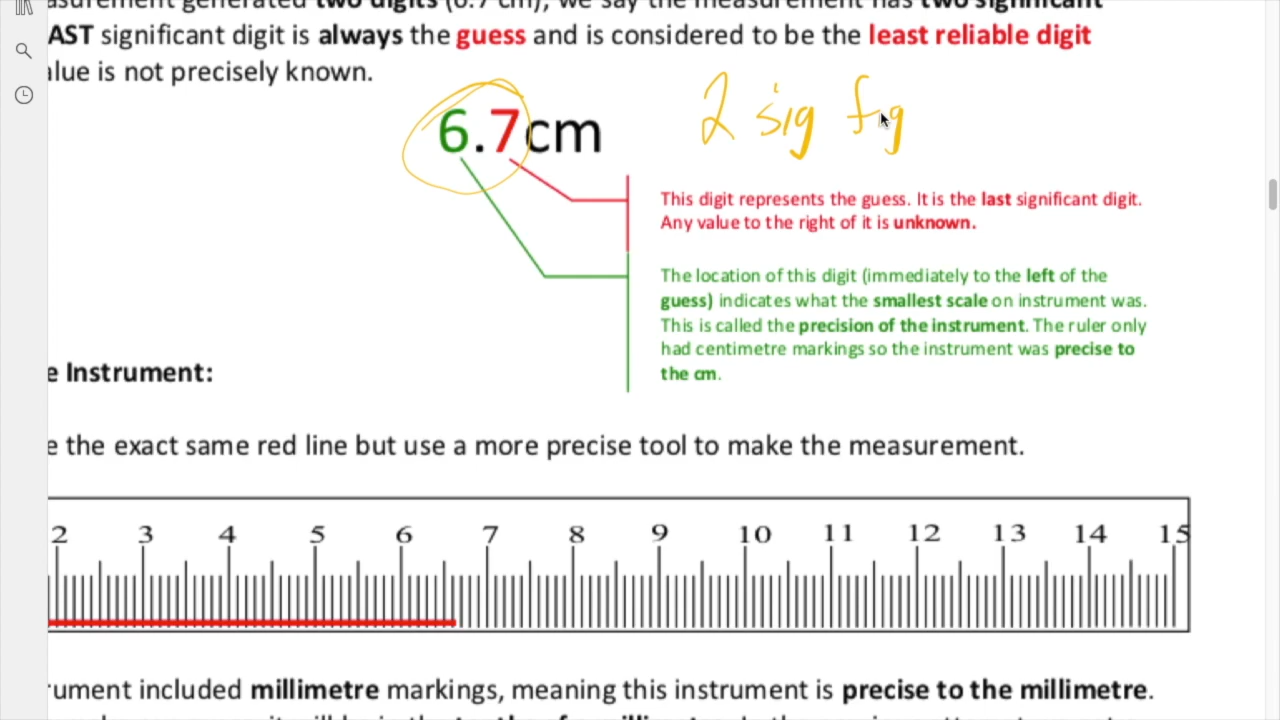 AST significant digit is always the guess and is considered to be the least reliable digit
alue is not precisely known.
6.7cm
2 sig fig
This digit represents the guess. It is the last significant digit.
Any value to the right of it is unknown.
The location of this digit (immediately to the left of the
guess) indicates what the smallest scale on instrument was.
This is called the precision of the instrument. The ruler only
had centimetre markings so the instrument was precise to
the cm.
e Instrument:
e the exact same red line but use a more precise tool to make the measurement.
2 3 4 5 6 7 8 9 10 11 12 13 14 15
rument included millimetre markings, meaning this instrument is precise to the millimetre.